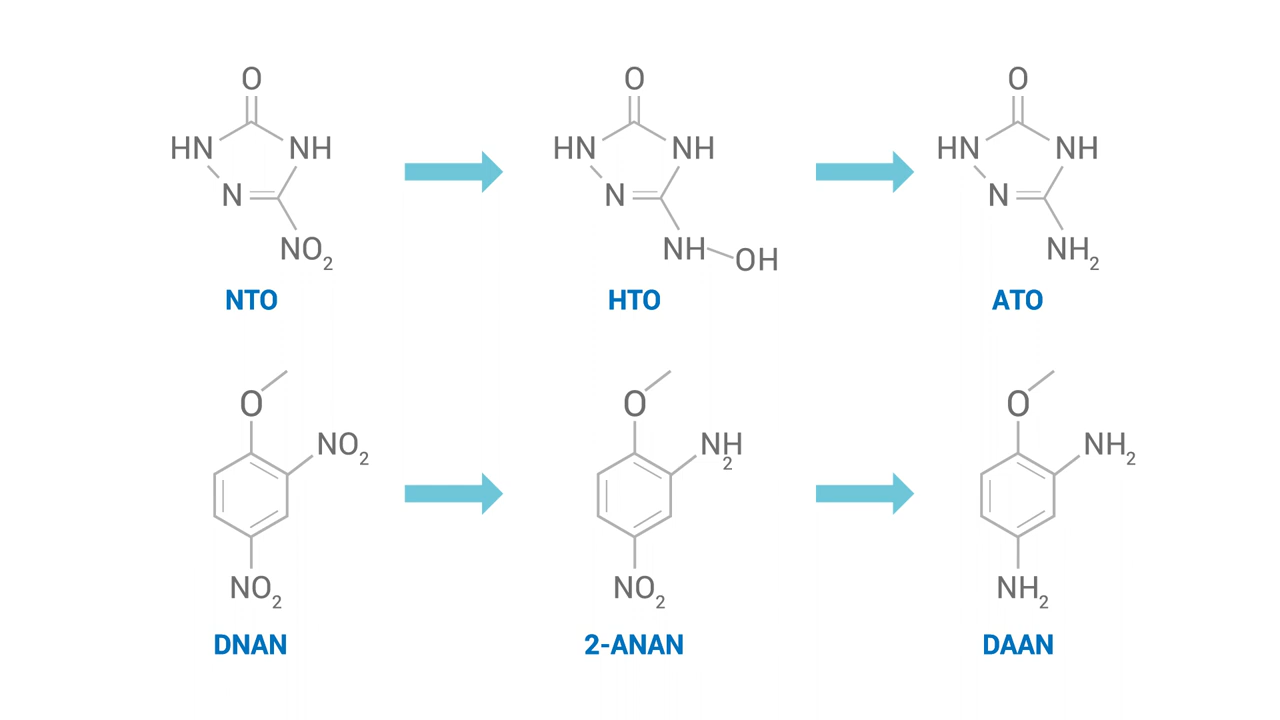 O O O
HN NH HN NH HN NH
N N N
NO₂ NH OH NH₂
NTO HTO ATO
O O O
NO₂ NH₂ NH₂
NO₂ NO₂ NH₂
DNAN 2-ANAN DAAN